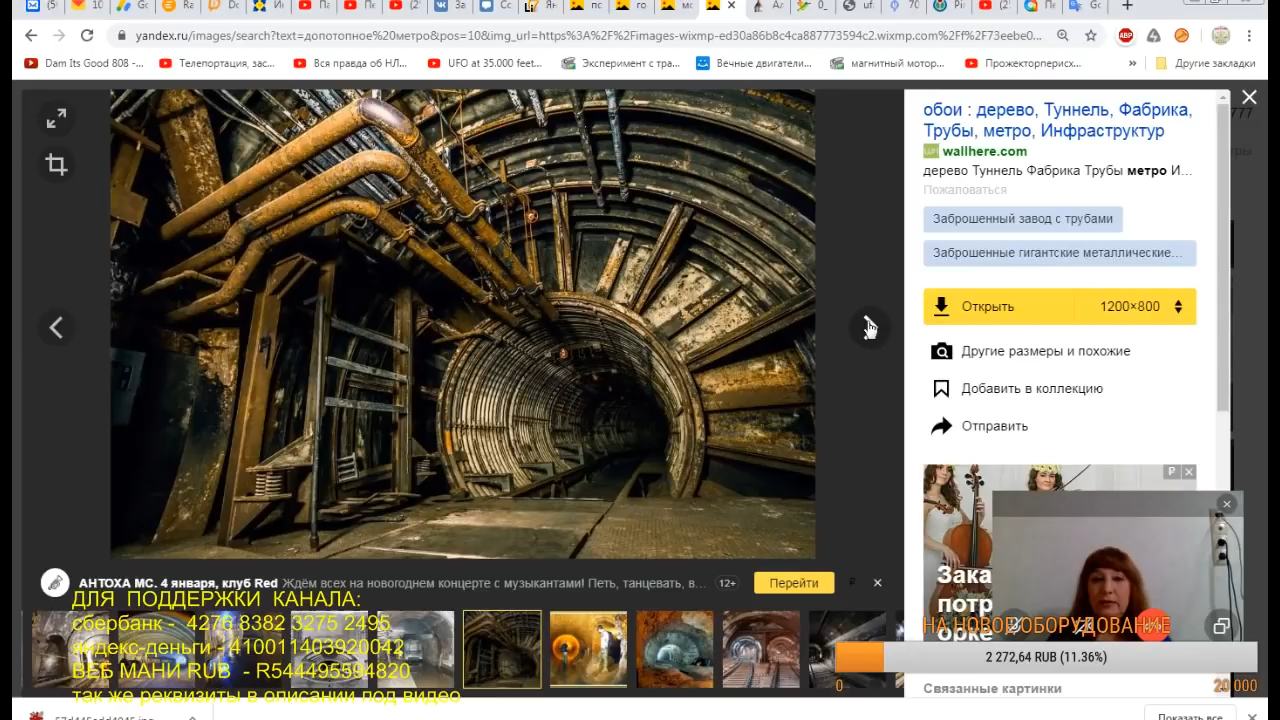 yandex.ru/images/search?text=допотопное%20метро&pos=10&img_url=https%3A%2F%2Fimages-wixmp-ed30a86b8c4ca887773594c2.wixmp.com%2Ff%2F73eebe0...
Dam Its Good 808 -...
Телепортация, зас...
Вся правда об НЛ...
UFO at 35.000 feet...
Эксперимент с тра...
Вечные двигатели...
магнитный мотор...
Прожекторперисх...
»
Другие закладки
обои : дерево, Туннель, Фабрика,
Трубы, метро, Инфраструктур
wallhere.com
дерево Туннель Фабрика Трубы метро И...
Пожаловаться
Заброшенный завод с трубами
Заброшенные гигантские металлические...
Открыть 1200×800
Другие размеры и похожие
Добавить в коллекцию
Отправить
Зака
потр
орке
АНТОХА МС. 4 января, клуб Red Ждём всех на новогоднем концерте с музыкантами! Петь, танцевать, в... 12+ Перейти
ДЛЯ ПОДДЕРЖКИ КАНАЛА:
сбербанк - 4276 8382 3275 2495
яндекс-деньги - 410011403920042
ВЕБ МАНИ RUB - R544495594820
так же реквизиты в описании под видео
НА НОВОЕ ОБОРУДОВАНИЕ
2 272,64 RUB (11.36%)
0
20 000
Связанные картинки
Показать все